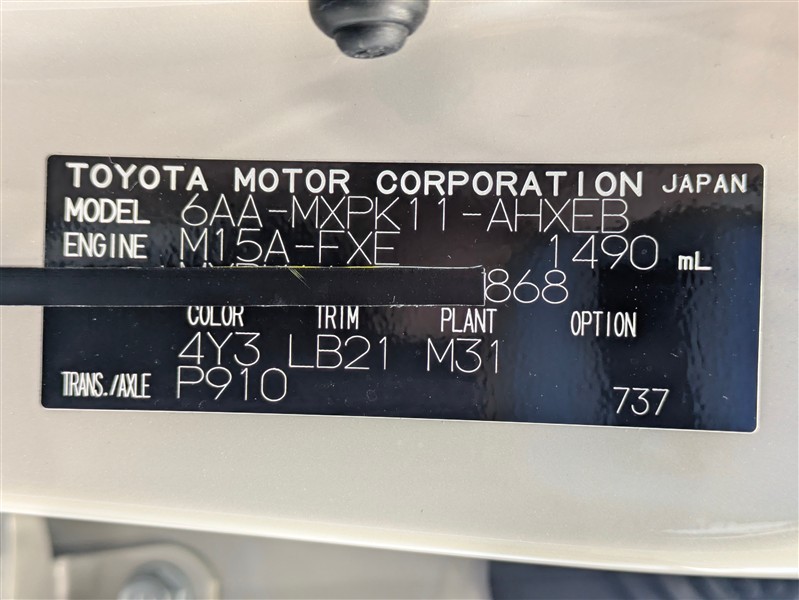 TOYOTA MOTOR CORPORATION JAPAN
MODEL 6AA-MXPK11-AHXEB
ENGINE M15A-FXE 1490 mL
868
COLOR TRIM PLANT OPTION
4Y3 LB21 M31
TRANS./AXLE P910
737